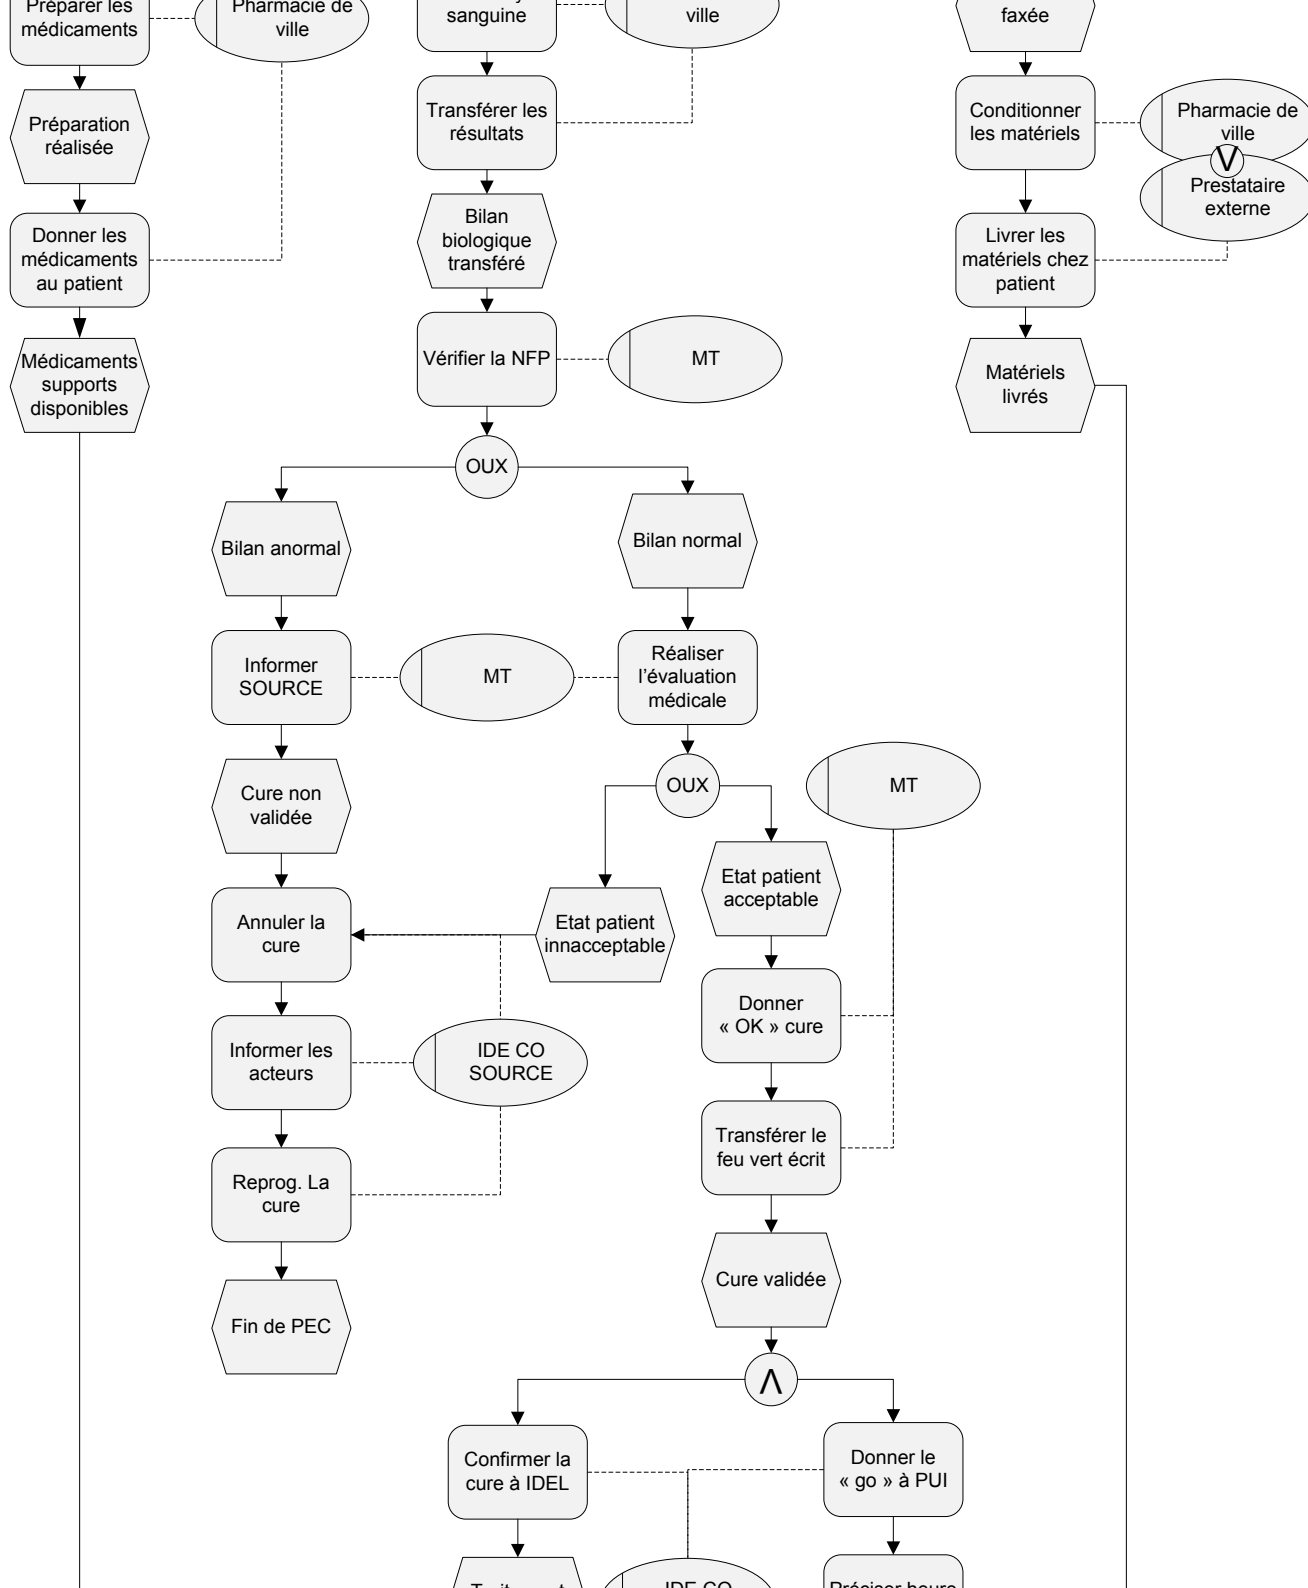 Préparer les
médicaments
Pharmacie de
ville
sanguine
ville
faxée
Transférer les
résultats
Conditionner
les matériels
Pharmacie de
ville
V
Prestataire
externe
Préparation
réalisée
Bilan
biologique
transféré
Donner les
médicaments
au patient
Livrer les
matériels chez
patient
Médicaments
supports
disponibles
Vérifier la NFP
MT
Matériels
livrés
OUX
Bilan anormal
Bilan normal
Informer
SOURCE
MT
Réaliser
l'évaluation
médicale
Cure non
validée
OUX
MT
Etat patient
acceptable
Annuler la
cure
Etat patient
innacceptable
Donner
« OK » cure
Informer les
acteurs
IDE CO
SOURCE
Transférer le
feu vert écrit
Reprog. La
cure
Cure validée
Fin de PEC
Λ
Confirmer la
cure à IDEL
Donner le
« go » à PUI
Traitement
IDE CO
Préciser heure